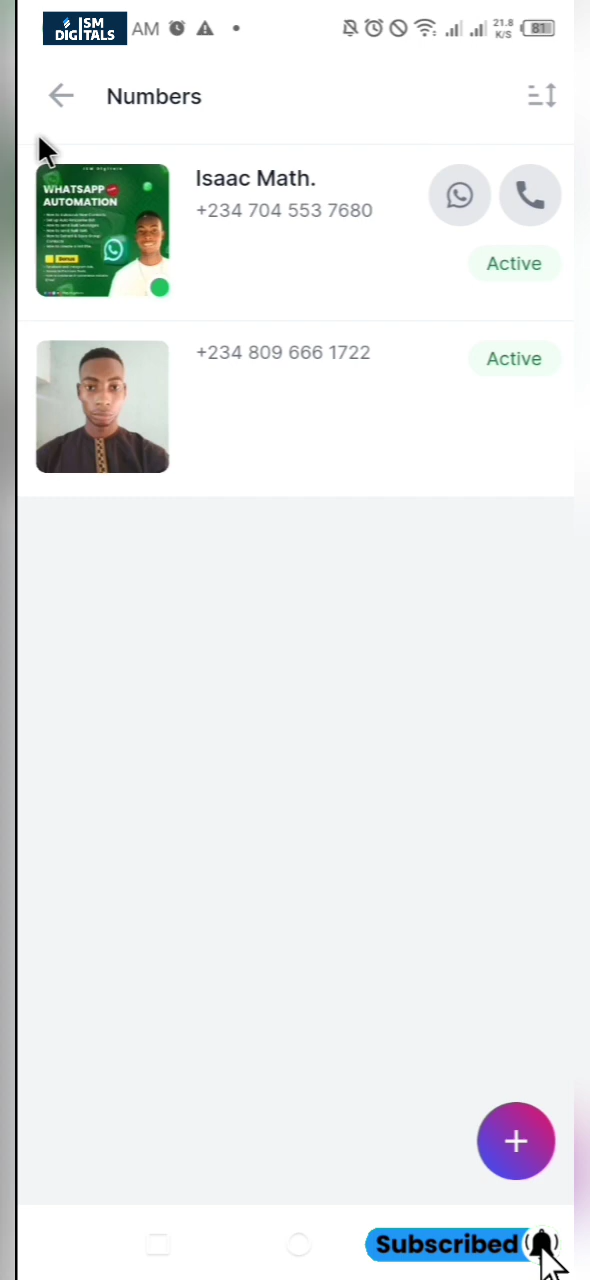 ISM
DIGITALS
AM
21.8
K/S
81
Numbers
WHATSAPP
AUTOMATION
Bonus
Isaac Math.
+234 704 553 7680
Active
+234 809 666 1722
Active
Subscribed